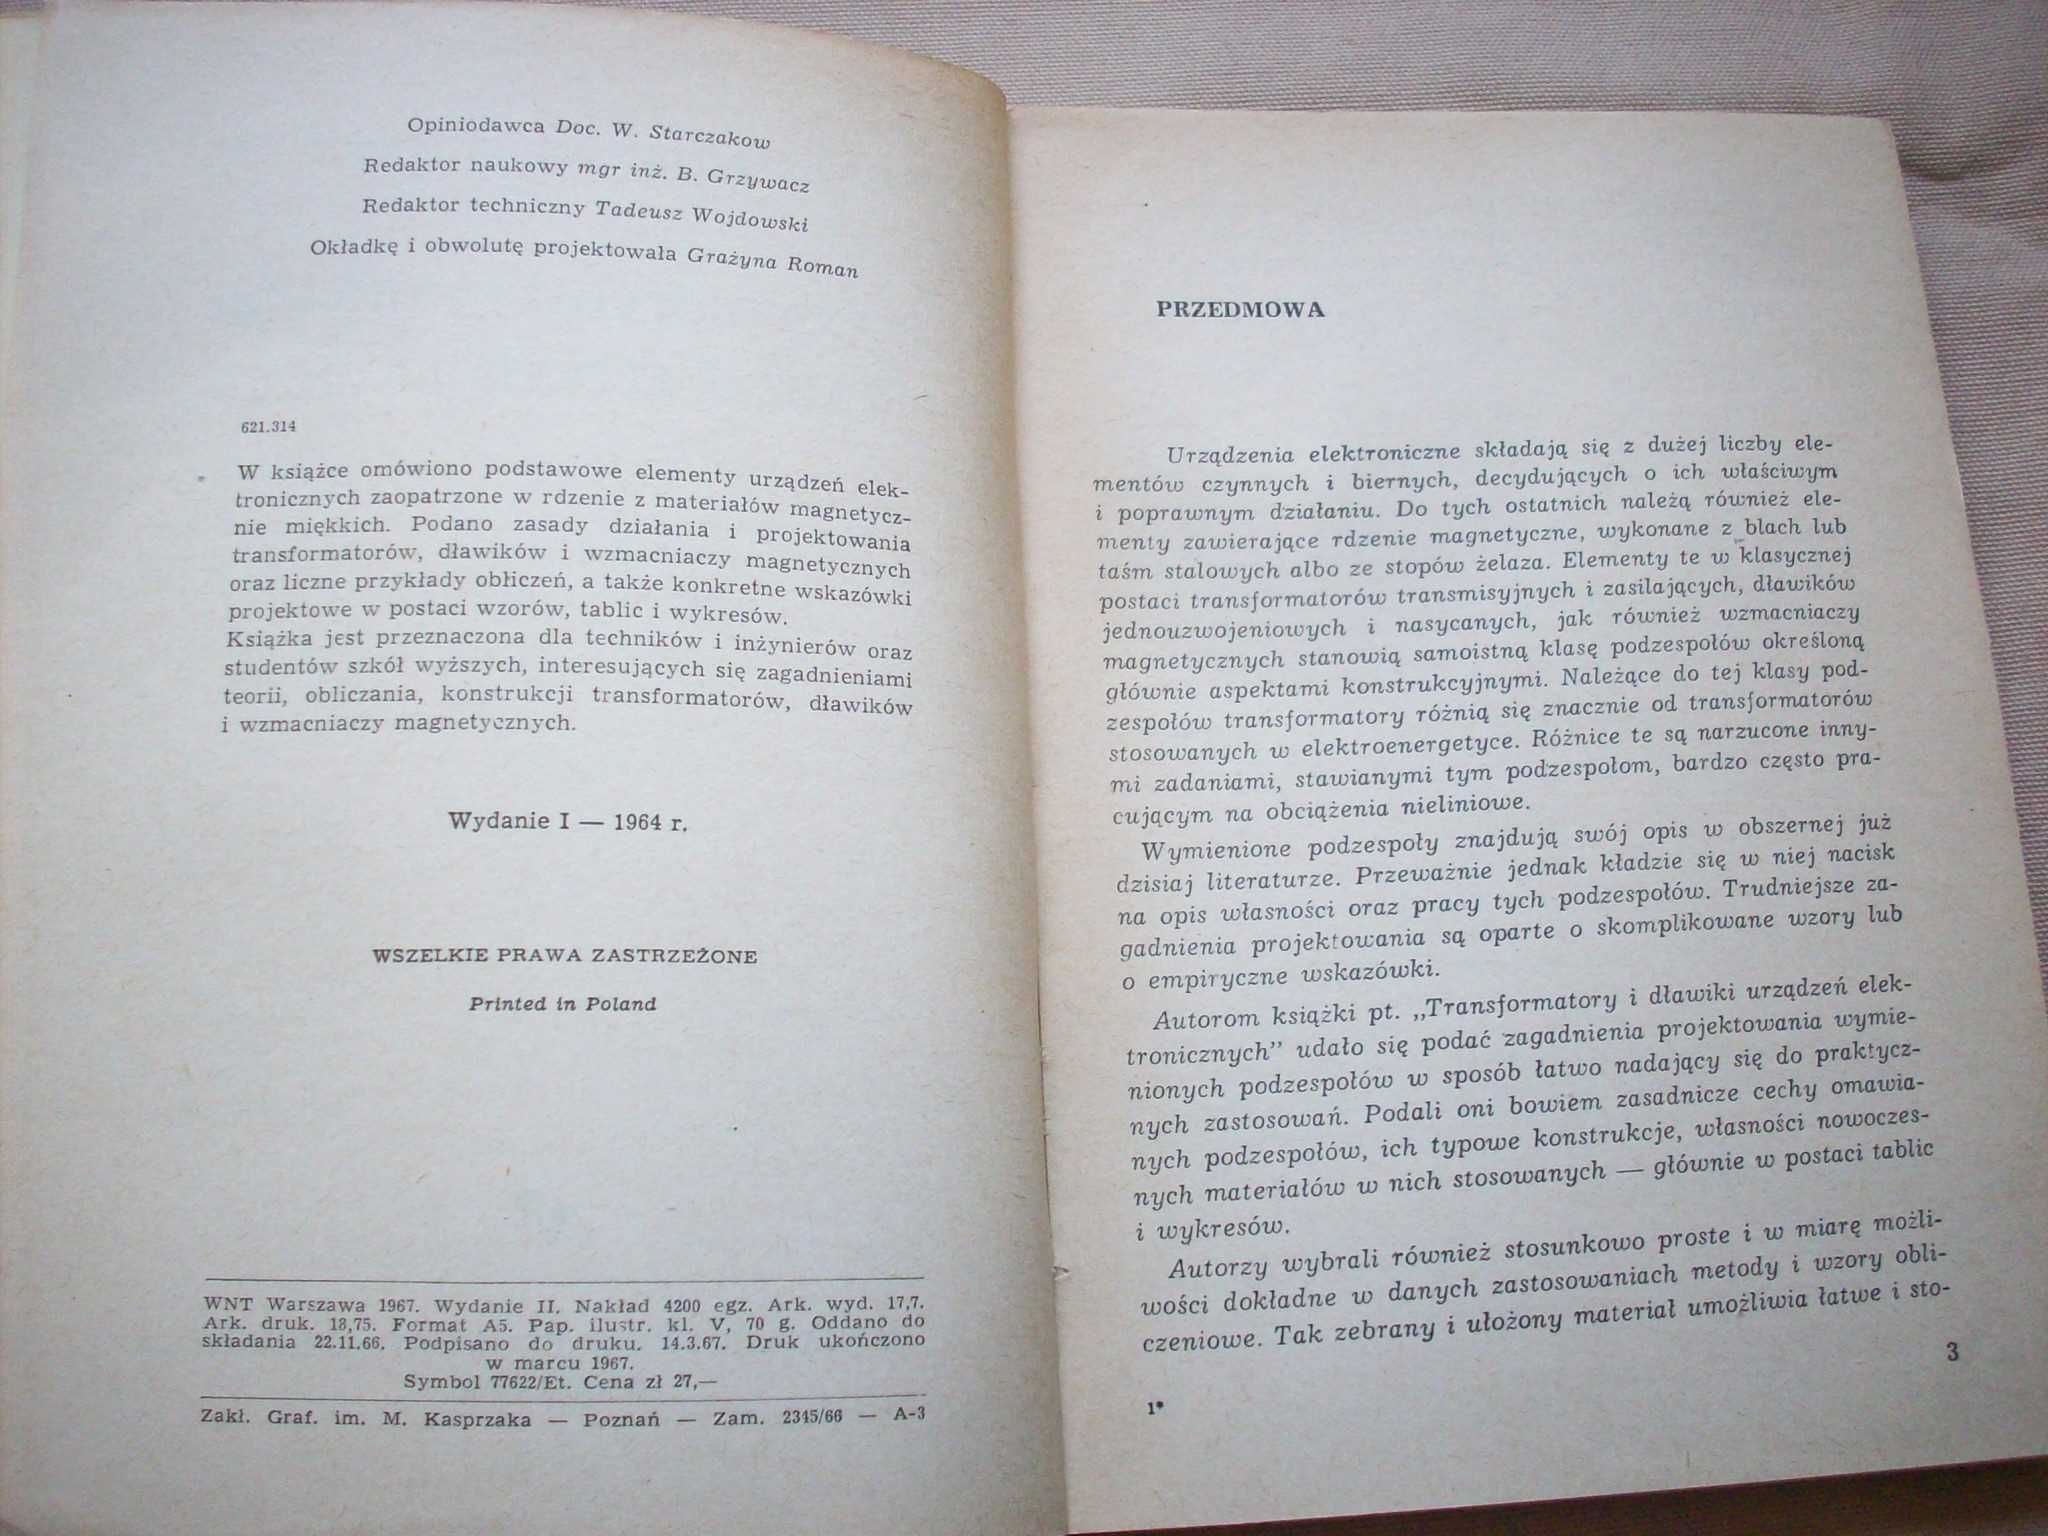 Opiniodawca Doc. W. Starczakow
Redaktor naukowy mgr inż. B. Grzywacz
Redaktor techniczny Tadeusz Wojdowski
Okładkę i obwolutę projektowała Grażyna Roman
621.314
W książce omówiono podstawowe elementy urządzeń elek-
tronicznych zaopatrzone w rdzenie z materiałów magnetycz-
nie miękkich. Podano zasady działania i projektowania
transformatorów, dławików i wzmacniaczy magnetycznych
oraz liczne przykłady obliczeń, a także konkretne wskazówki
projektowe w postaci wzorów, tablic i wykresów.
Książka jest przeznaczona dla techników i inżynierów oraz
studentów szkół wyższych, interesujących się zagadnieniami
teorii, obliczania, konstrukcji transformatorów, dławików
i wzmacniaczy magnetycznych.
Wydanie I — 1964 r.
WSZELKIE PRAWA ZASTRZEŻONE
Printed in Poland
WNT Warszawa 1967. Wydanie II. Nakład 4200 egz. Ark. wyd. 17,7.
Ark. druk. 18,75. Format A5. Pap. ilustr. kl. V, 70 g. Oddano do
składania 22.11.66. Podpisano do druku. 14.3.67. Druk ukończono
w marcu 1967.
Symbol 77622/Et. Cena zł 27,—
Zakł. Graf. im. M. Kasprzaka — Poznań — Zam. 2345/66 — A-3
PRZEDMOWA
Urządzenia elektroniczne składają się z dużej liczby ele-
mentów czynnych i biernych, decydujących o ich właściwym
i poprawnym działaniu. Do tych ostatnich należą również ele-
menty zawierające rdzenie magnetyczne, wykonane z blach lub
taśm stalowych albo ze stopów żelaza. Elementy te w klasycznej
postaci transformatorów transmisyjnych i zasilających, dławików
jednouzwojeniowych i nasycanych, jak również wzmacniaczy
magnetycznych stanowią samoistną klasę podzespołów określoną
głównie aspektami konstrukcyjnymi. Należące do tej klasy pod-
zespołów transformatory różnią się znacznie od transformatorów
stosowanych w elektroenergetyce. Różnice te są narzucone inny-
mi zadaniami, stawianymi tym podzespołom, bardzo często pra-
cującym na obciążenia nieliniowe.
Wymienione podzespoły znajdują swój opis w obszernej już
dzisiaj literaturze. Przeważnie jednak kładzie się w niej nacisk
na opis własności oraz pracy tych podzespołów. Trudniejsze za-
gadnienia projektowania są oparte o skomplikowane wzory lub
o empiryczne wskazówki.
Autorom książki pt. „Transformatory i dławiki urządzeń elek-
tronicznych” udało się podać zagadnienia projektowania wymie-
nionych podzespołów w sposób łatwo nadający się do praktycz-
nych zastosowań. Podali oni bowiem zasadnicze cechy omawia-
nych podzespołów, ich typowe konstrukcje, własności nowoczes-
nych materiałów w nich stosowanych — głównie w postaci tablic
i wykresów.
Autorzy wybrali również stosunkowo proste i w miarę możli-
wości dokładne w danych zastosowaniach metody i wzory obli-
czeniowe. Tak zebrany i ułożony materiał umożliwia łatwe i sto-
3
1*